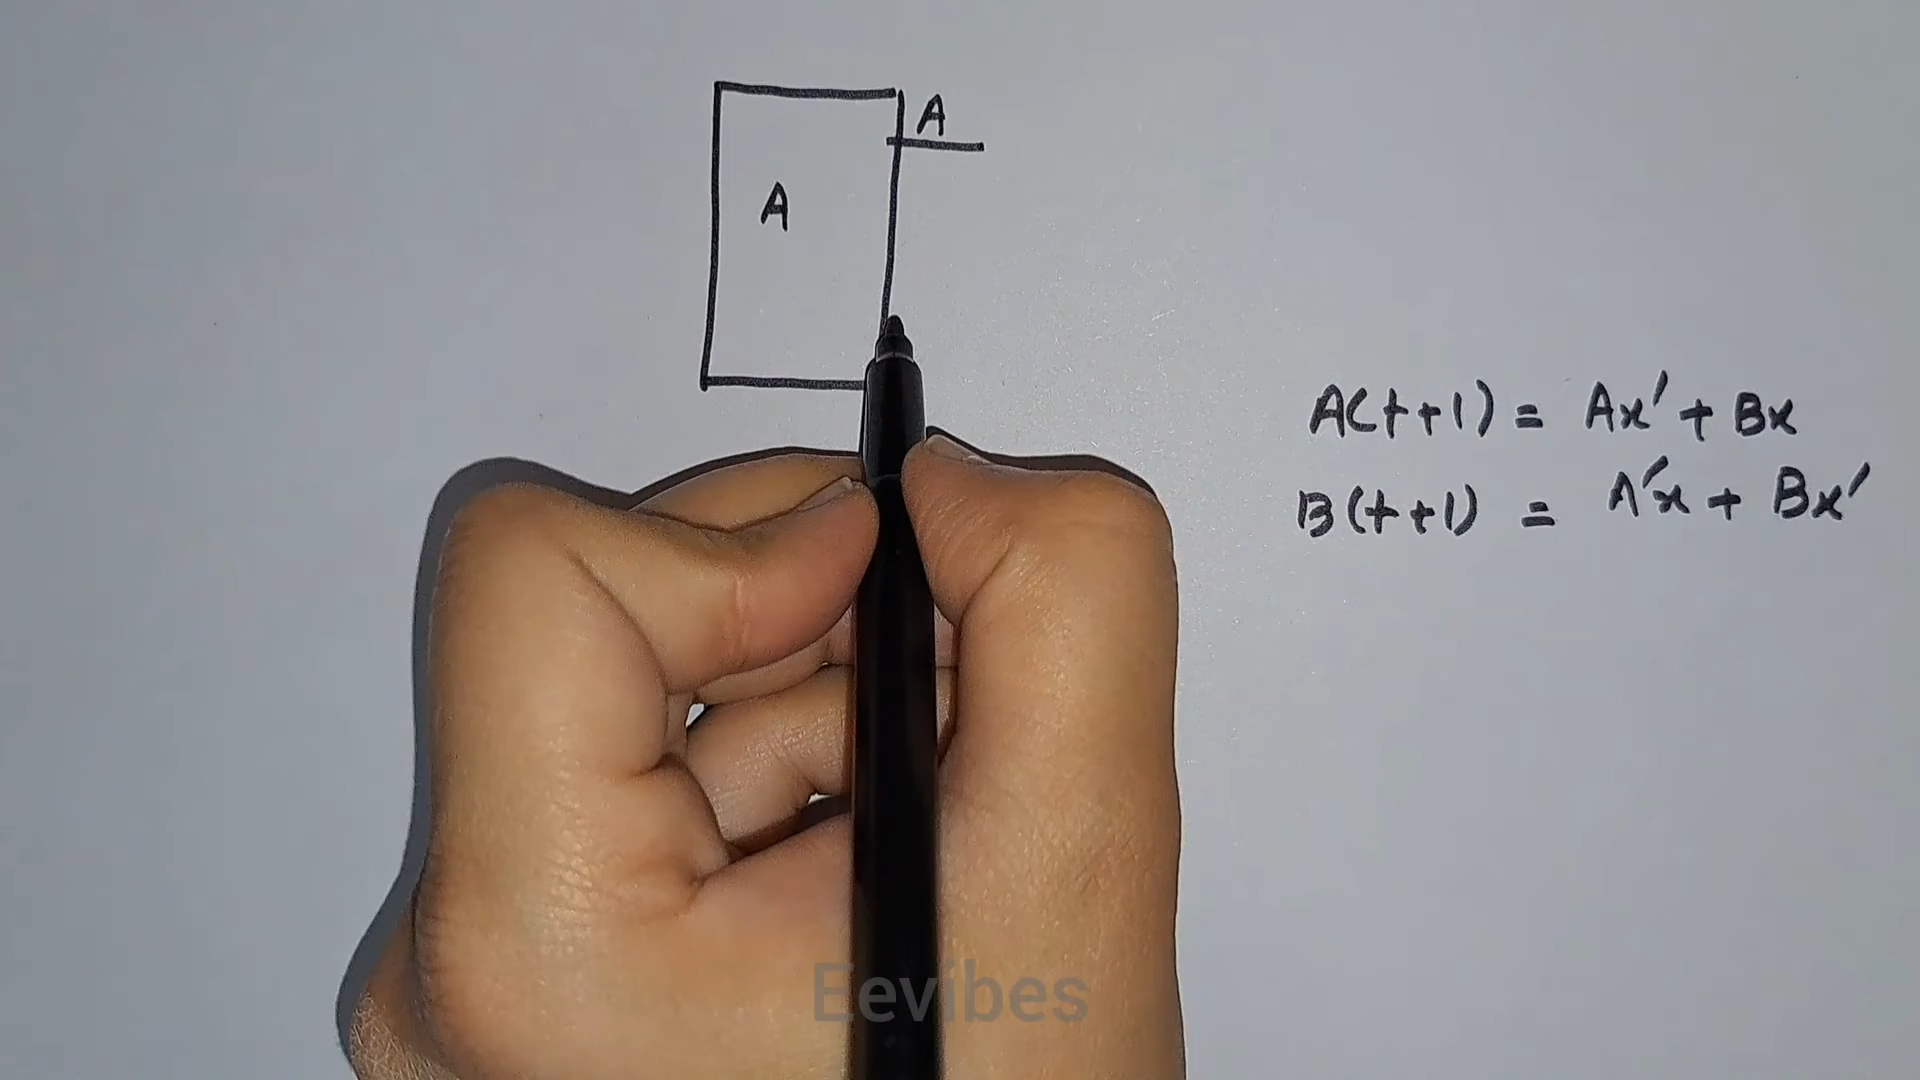 A
A
A(t+1) = Ax' + Bx
B(t+1) = A'x + Bx'
Eevibes